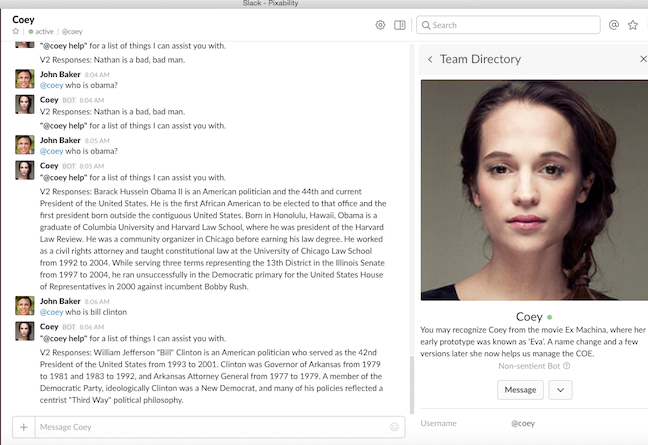 Slack - Pixability
Coey
active | @coey
Search
Team Directory
"@coey help" for a list of things I can assist you with.
V2 Responses: Nathan is a bad, bad man.
John Baker 8:04 AM
@coey who is obama?
Coey BOT 8:04 AM
V2 Responses: Nathan is a bad, bad man.
"@coey help" for a list of things I can assist you with.
John Baker 8:05 AM
@coey who is obama?
Coey BOT 8:05 AM
"@coey help" for a list of things I can assist you with.
V2 Responses: Barack Hussein Obama II is an American politician and the 44th and current
President of the United States. He is the first African American to be elected to that office and the
first president born outside the contiguous United States. Born in Honolulu, Hawaii, Obama is a
graduate of Columbia University and Harvard Law School, where he was president of the Harvard
Law Review. He was a community organizer in Chicago before earning his law degree. He worked
as a civil rights attorney and taught constitutional law at the University of Chicago Law School
from 1992 to 2004. While serving three terms representing the 13th District in the Illinois Senate
from 1997 to 2004, he ran unsuccessfully in the Democratic primary for the United States House
of Representatives in 2000 against incumbent Bobby Rush.
John Baker 8:06 AM
@coey who is bill clinton
Coey BOT 8:06 AM
"@coey help" for a list of things I can assist you with.
V2 Responses: William Jefferson "Bill" Clinton is an American politician who served as the 42nd
President of the United States from 1993 to 2001. Clinton was Governor of Arkansas from 1979
to 1981 and 1983 to 1992, and Arkansas Attorney General from 1977 to 1979. A member of the
Democratic Party, ideologically Clinton was a New Democrat, and many of his policies reflected a
centrist "Third Way" political philosophy.
Message Coey
Coey
You may recognize Coey from the movie Ex Machina, where her
early prototype was known as 'Eva'. A name change and a few
versions later she now helps us manage the COE.
Non-sentient Bot
Message
Username @coey